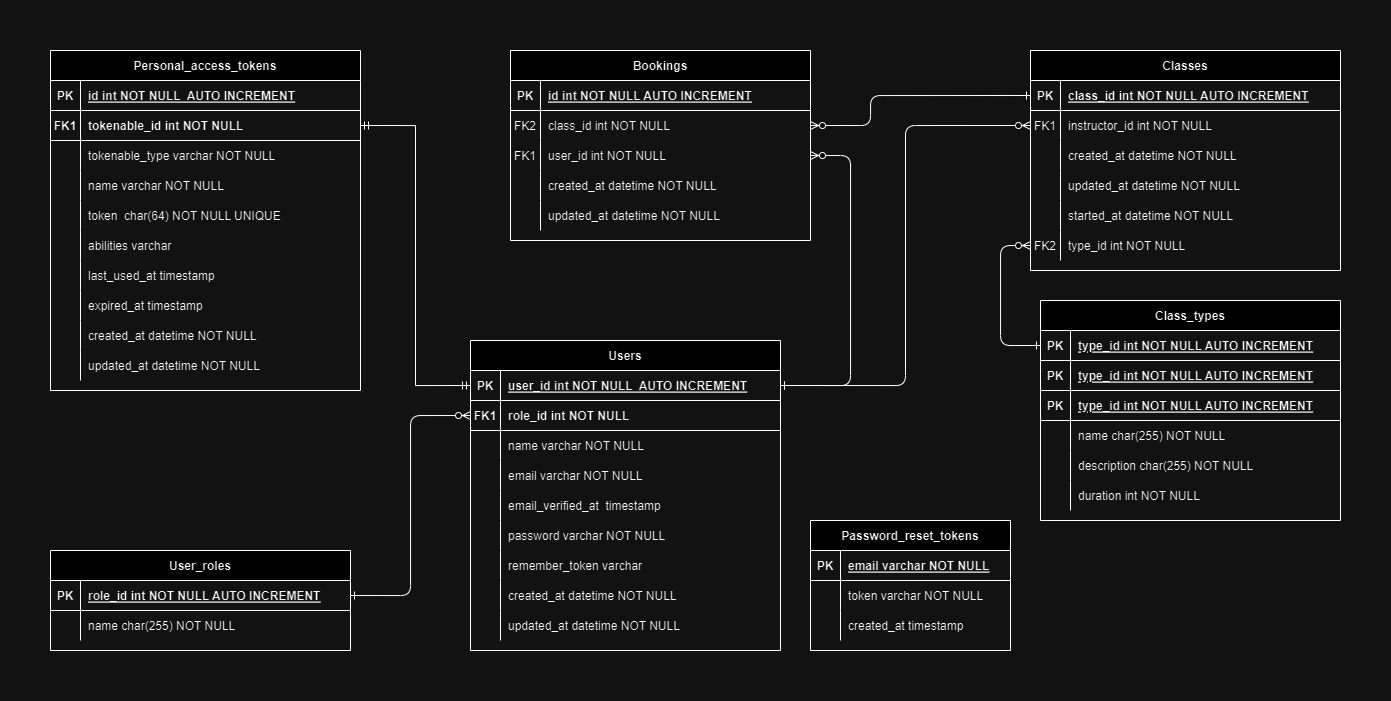 Personal_access_tokens
PK id int NOT NULL  AUTO INCREMENT
FK1 tokenable_id int NOT NULL
tokenable_type varchar NOT NULL
name varchar NOT NULL
token  char(64) NOT NULL UNIQUE
abilities varchar
last_used_at timestamp
expired_at timestamp
created_at datetime NOT NULL
updated_at datetime NOT NULL
Bookings
PK id int NOT NULL AUTO INCREMENT
FK2 class_id int NOT NULL
FK1 user_id int NOT NULL
created_at datetime NOT NULL
updated_at datetime NOT NULL
Classes
PK class_id int NOT NULL AUTO INCREMENT
FK1 instructor_id int NOT NULL
created_at datetime NOT NULL
updated_at datetime NOT NULL
started_at datetime NOT NULL
FK2 type_id int NOT NULL
Class_types
PK type_id int NOT NULL AUTO INCREMENT
PK type_id int NOT NULL AUTO INCREMENT
PK type_id int NOT NULL AUTO INCREMENT
name char(255) NOT NULL
description char(255) NOT NULL
duration int NOT NULL
Users
PK user_id int NOT NULL  AUTO INCREMENT
FK1 role_id int NOT NULL
name varchar NOT NULL
email varchar NOT NULL
email_verified_at  timestamp
password varchar NOT NULL
remember_token varchar
created_at datetime NOT NULL
updated_at datetime NOT NULL
User_roles
PK role_id int NOT NULL AUTO INCREMENT
name char(255) NOT NULL
Password_reset_tokens
PK email varchar NOT NULL
token varchar NOT NULL
created_at timestamp